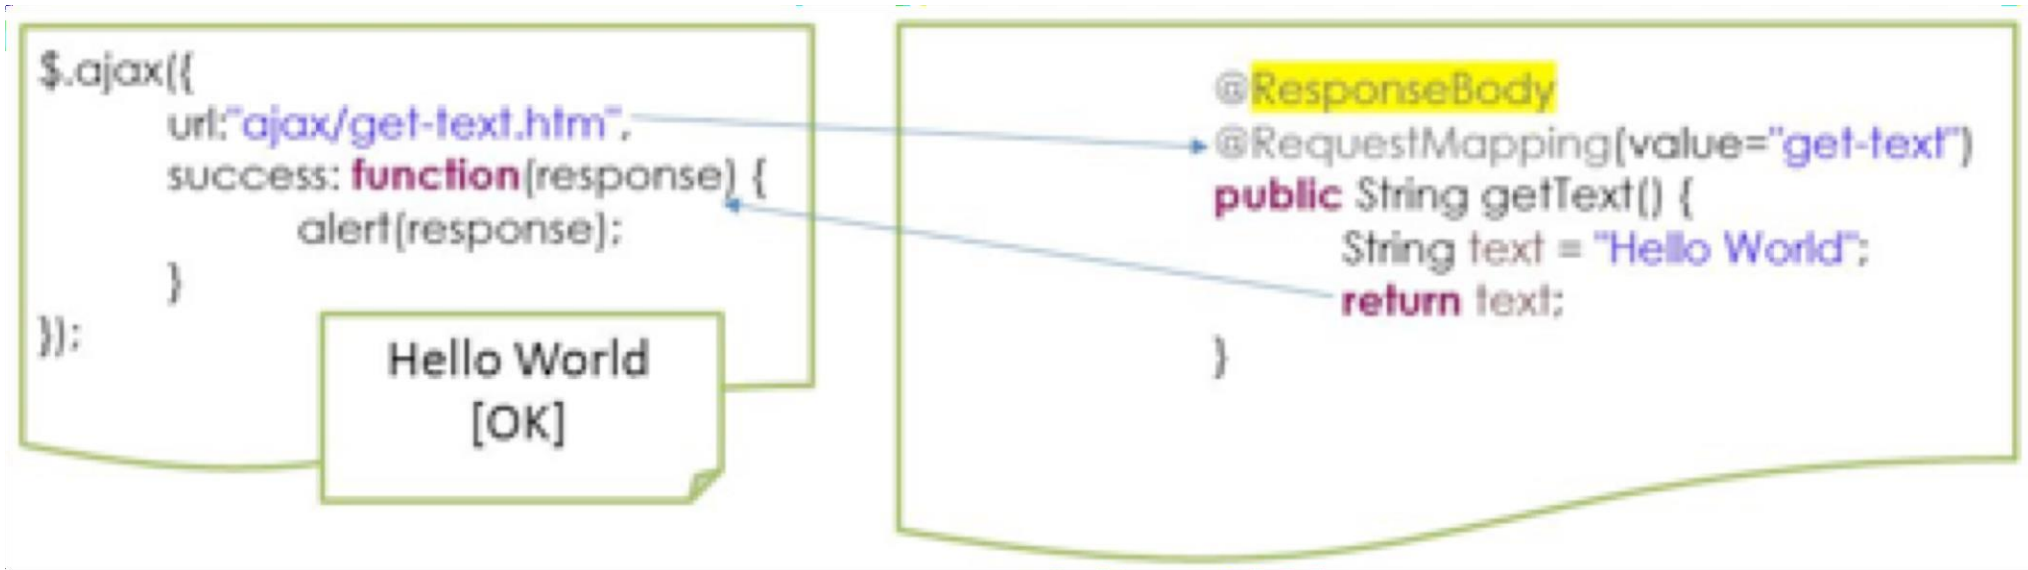 $.ajax({
url:"ajax/get-text.htm",
success: function(response) {
alert(response);
}
});
Hello World
[OK]
@ResponseBody
@RequestMapping(value="get-text")
public String getText() {
String text = "Hello World";
return text;
}